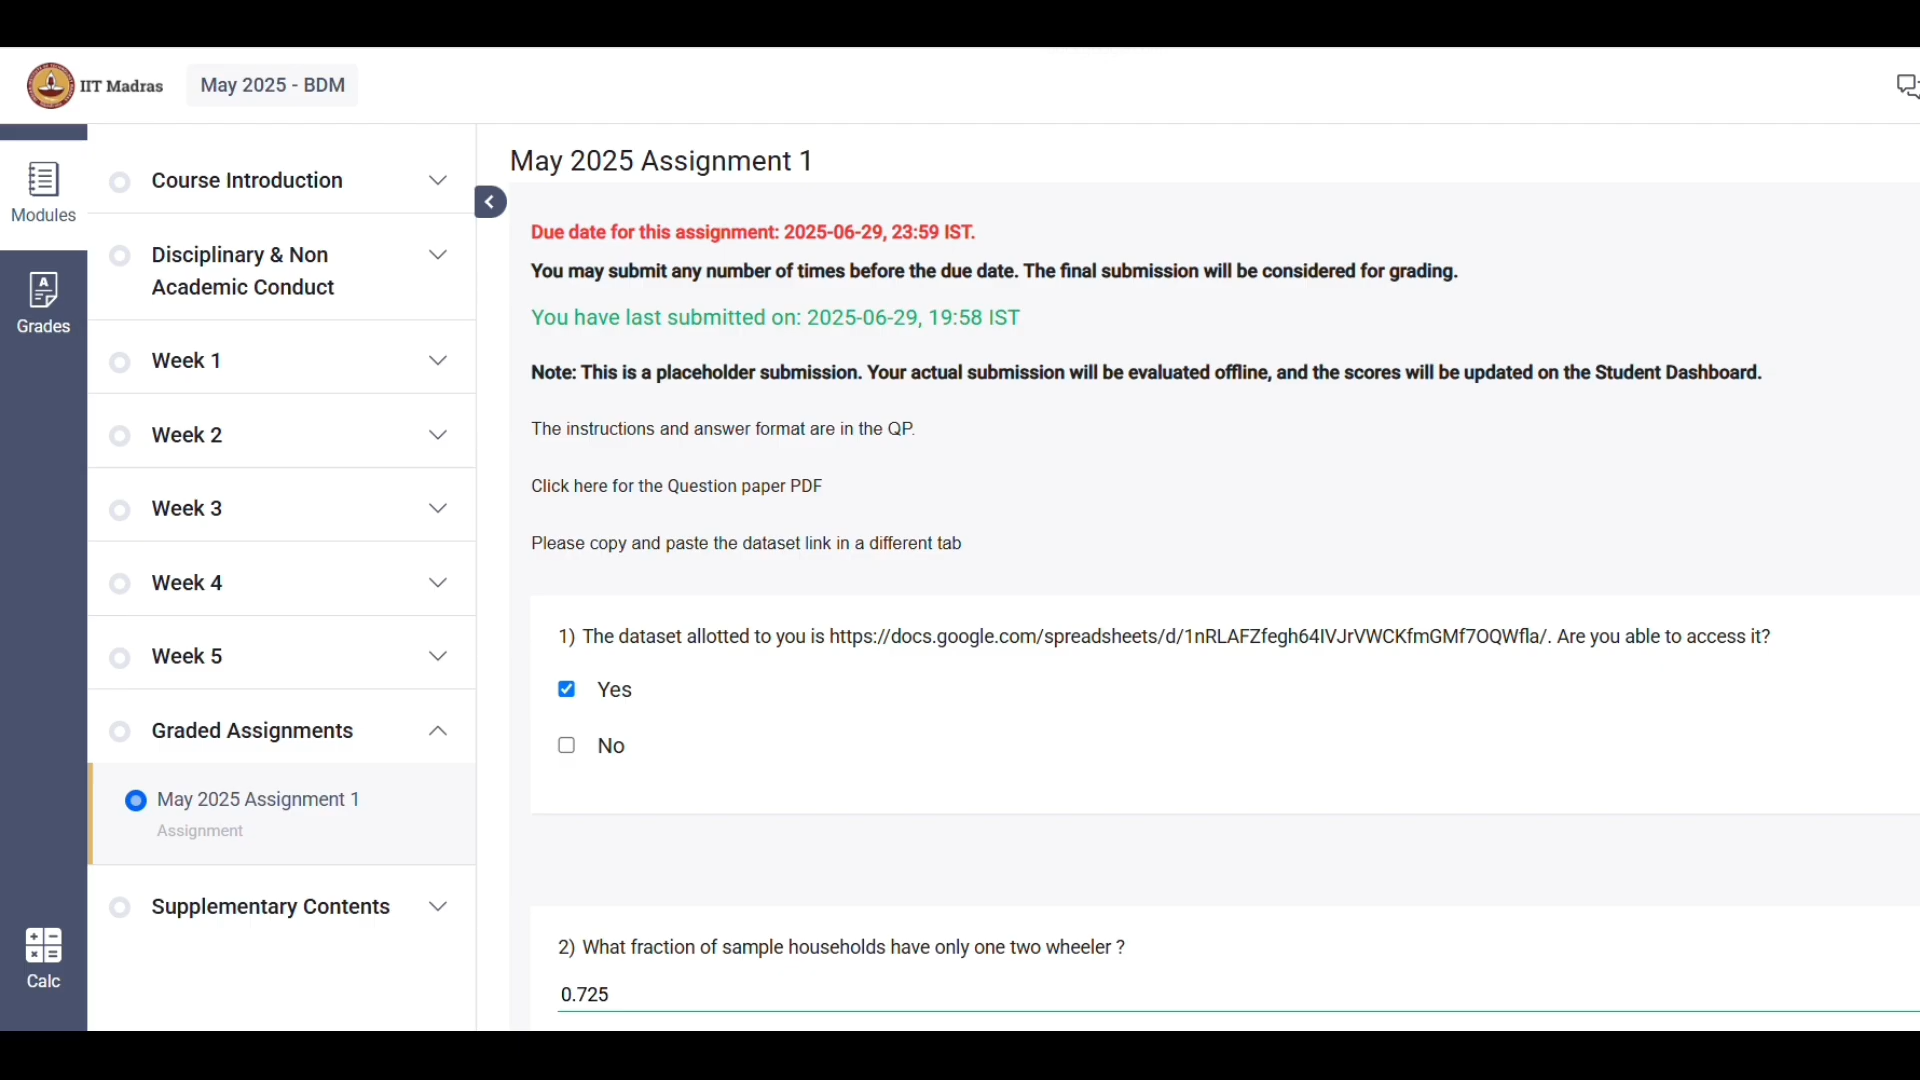 IIT Madras
May 2025 - BDM
Modules
Grades
Calc
Course Introduction
Disciplinary & Non
Academic Conduct
Week 1
Week 2
Week 3
Week 4
Week 5
Graded Assignments
May 2025 Assignment 1
Assignment
Supplementary Contents
May 2025 Assignment 1
Due date for this assignment: 2025-06-29, 23:59 IST.
You may submit any number of times before the due date. The final submission will be considered for grading.
You have last submitted on: 2025-06-29, 19:58 IST
Note: This is a placeholder submission. Your actual submission will be evaluated offline, and the scores will be updated on the Student Dashboard.
The instructions and answer format are in the QP.
Click here for the Question paper PDF
Please copy and paste the dataset link in a different tab
1) The dataset allotted to you is https://docs.google.com/spreadsheets/d/1nRLAFZfegh64IVJrVWCKfmGMf7OQWfla/. Are you able to access it?
Yes
No
2) What fraction of sample households have only one two wheeler ?
0.725